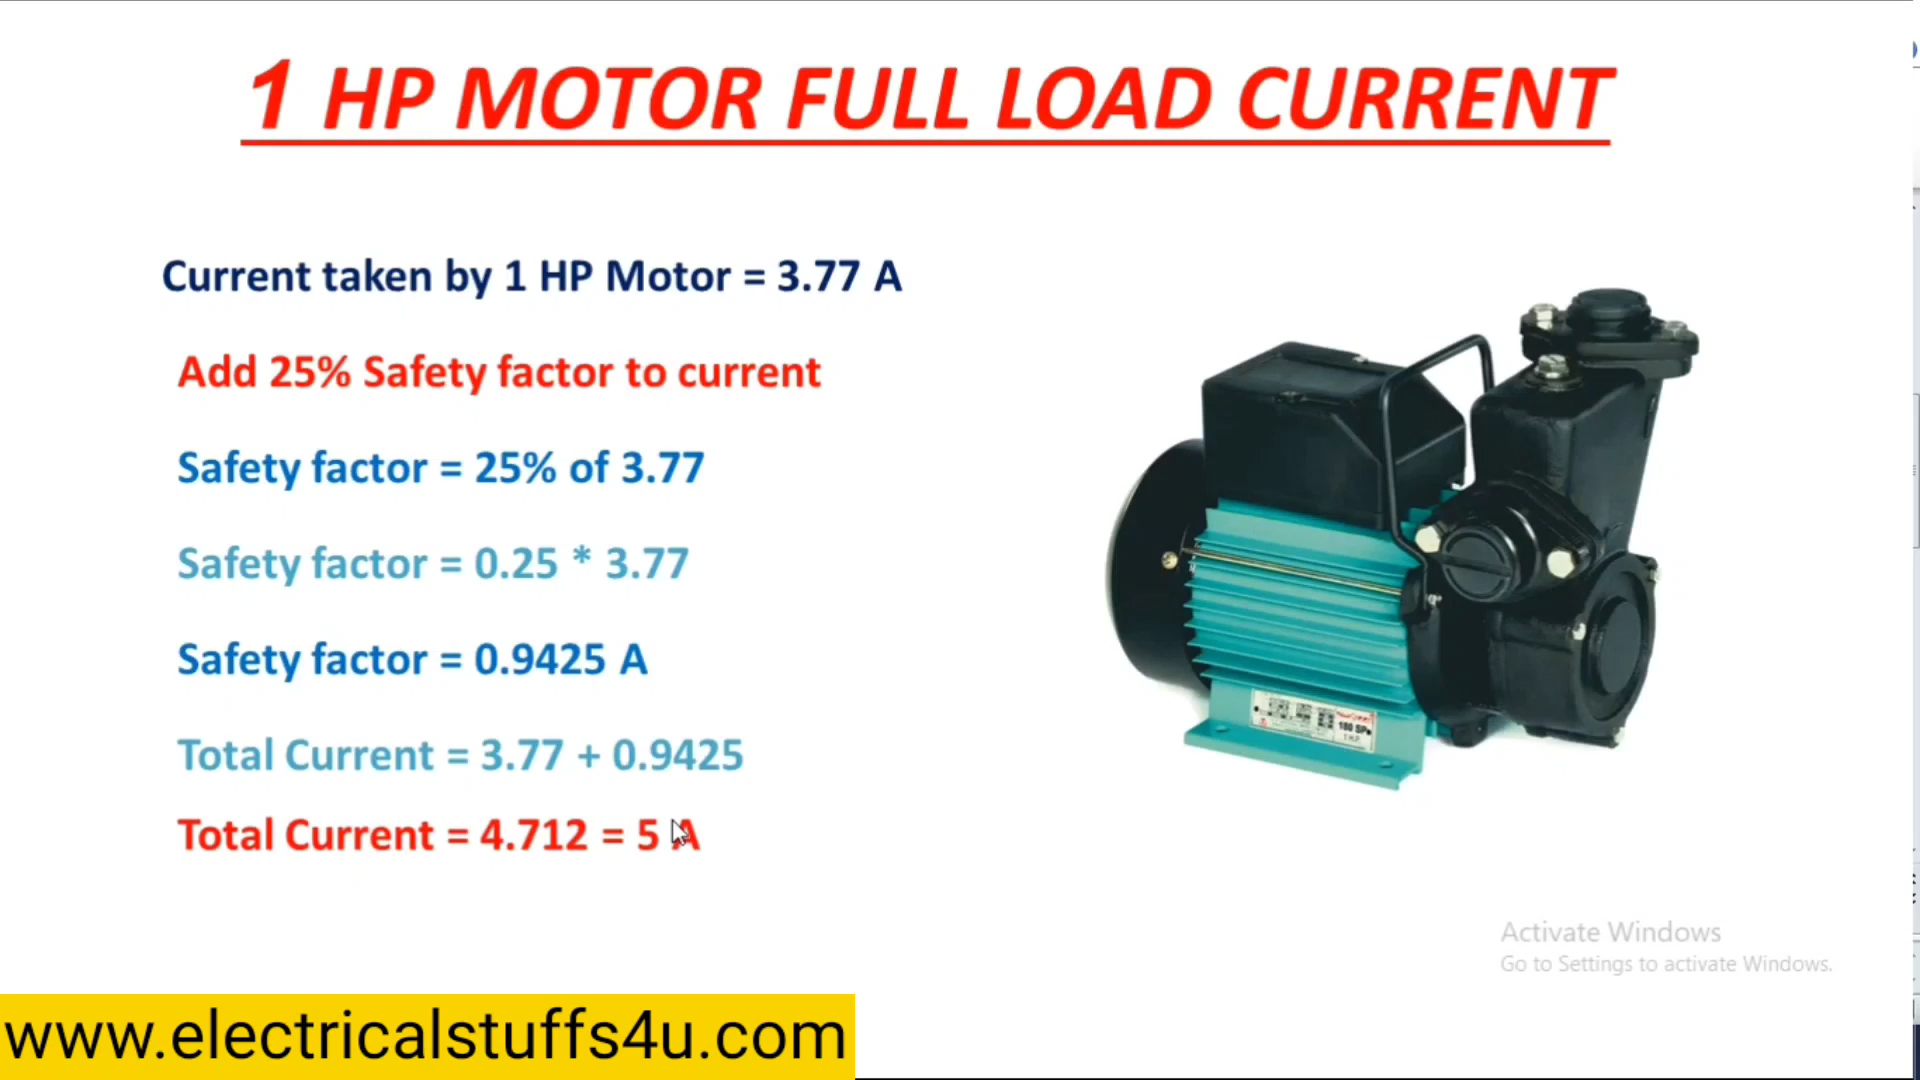 1 HP MOTOR FULL LOAD CURRENT
Current taken by 1 HP Motor = 3.77 A
Add 25% Safety factor to current
Safety factor = 25% of 3.77
Safety factor = 0.25 * 3.77
Safety factor = 0.9425 A
Total Current = 3.77 + 0.9425
Total Current = 4.712 = 5 A
180 SP
1 H.P.
Activate Windows
Go to Settings to activate Windows.
www.electricalstuffs4u.com